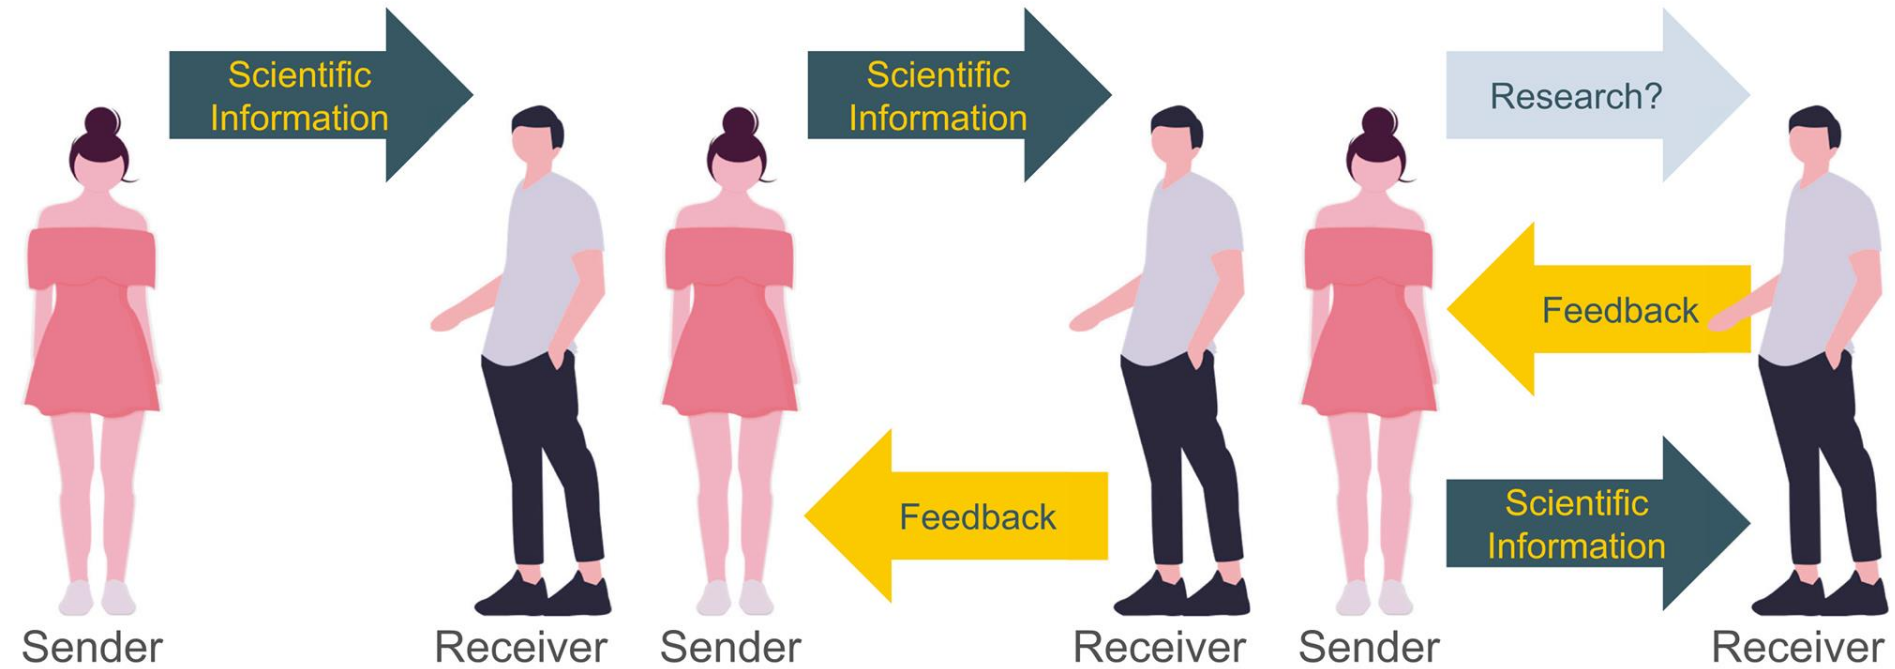 Scientific
Information
Scientific
Information
Research?
Feedback
Feedback
Scientific
Information
Sender
Receiver
Sender
Receiver
Sender
Receiver